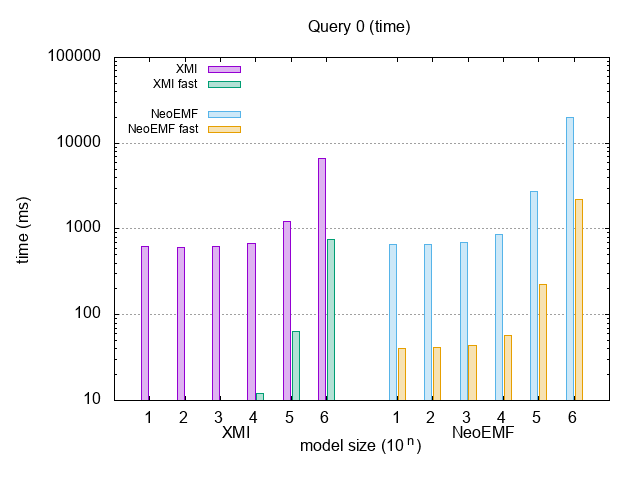 Query 0 (time)
100000
10000
1000
100
10
time (ms)
XMI
XMI fast
NeoEMF
NeoEMF fast
1 2 3 4 5 6 1 2 3 4 5 6
XMI NeoEMF
model size (10 n)